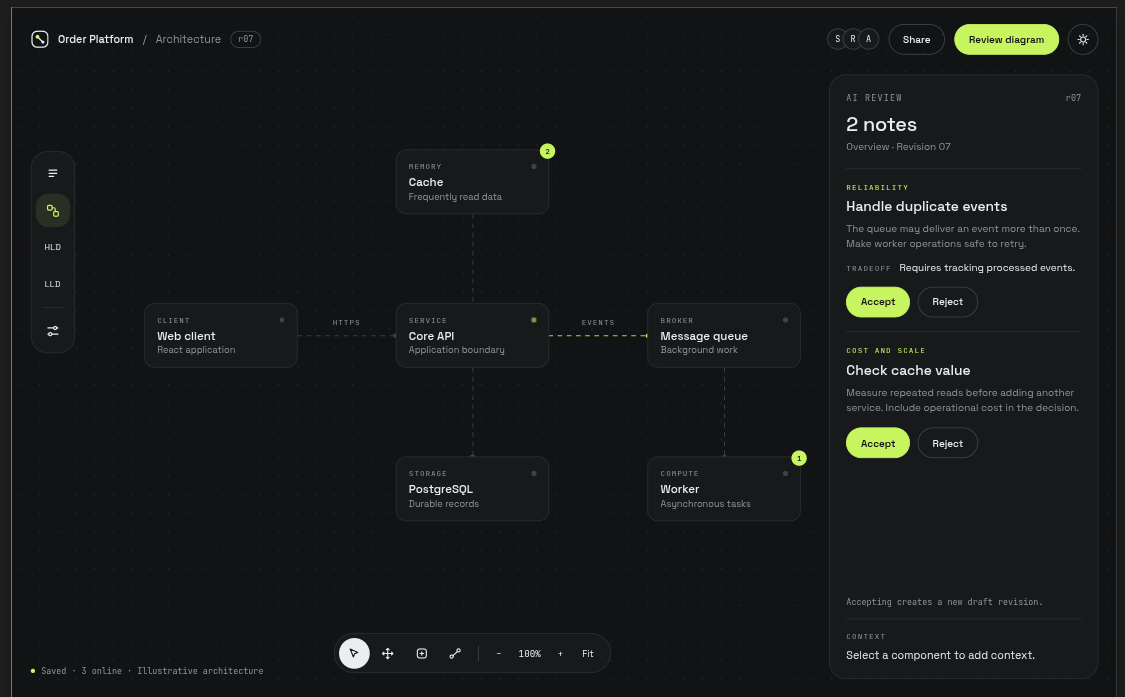 Order Platform / Architecture r07
S R A Share Review diagram
AI REVIEW r07
2 notes
Overview · Revision 07
RELIABILITY
Handle duplicate events
The queue may deliver an event more than once.
Make worker operations safe to retry.
TRADEOFF Requires tracking processed events.
Accept Reject
COST AND SCALE
Check cache value
Measure repeated reads before adding another
service. Include operational cost in the decision.
Accept Reject
Accepting creates a new draft revision.
CONTEXT
Select a component to add context.
HLD
LLD
2
MEMORY
Cache
Frequently read data
CLIENT
Web client
React application
HTTPS
SERVICE
Core API
Application boundary
EVENTS
BROKER
Message queue
Background work
STORAGE
PostgreSQL
Durable records
1
COMPUTE
Worker
Asynchronous tasks
− 100% + Fit
Saved · 3 online · Illustrative architecture